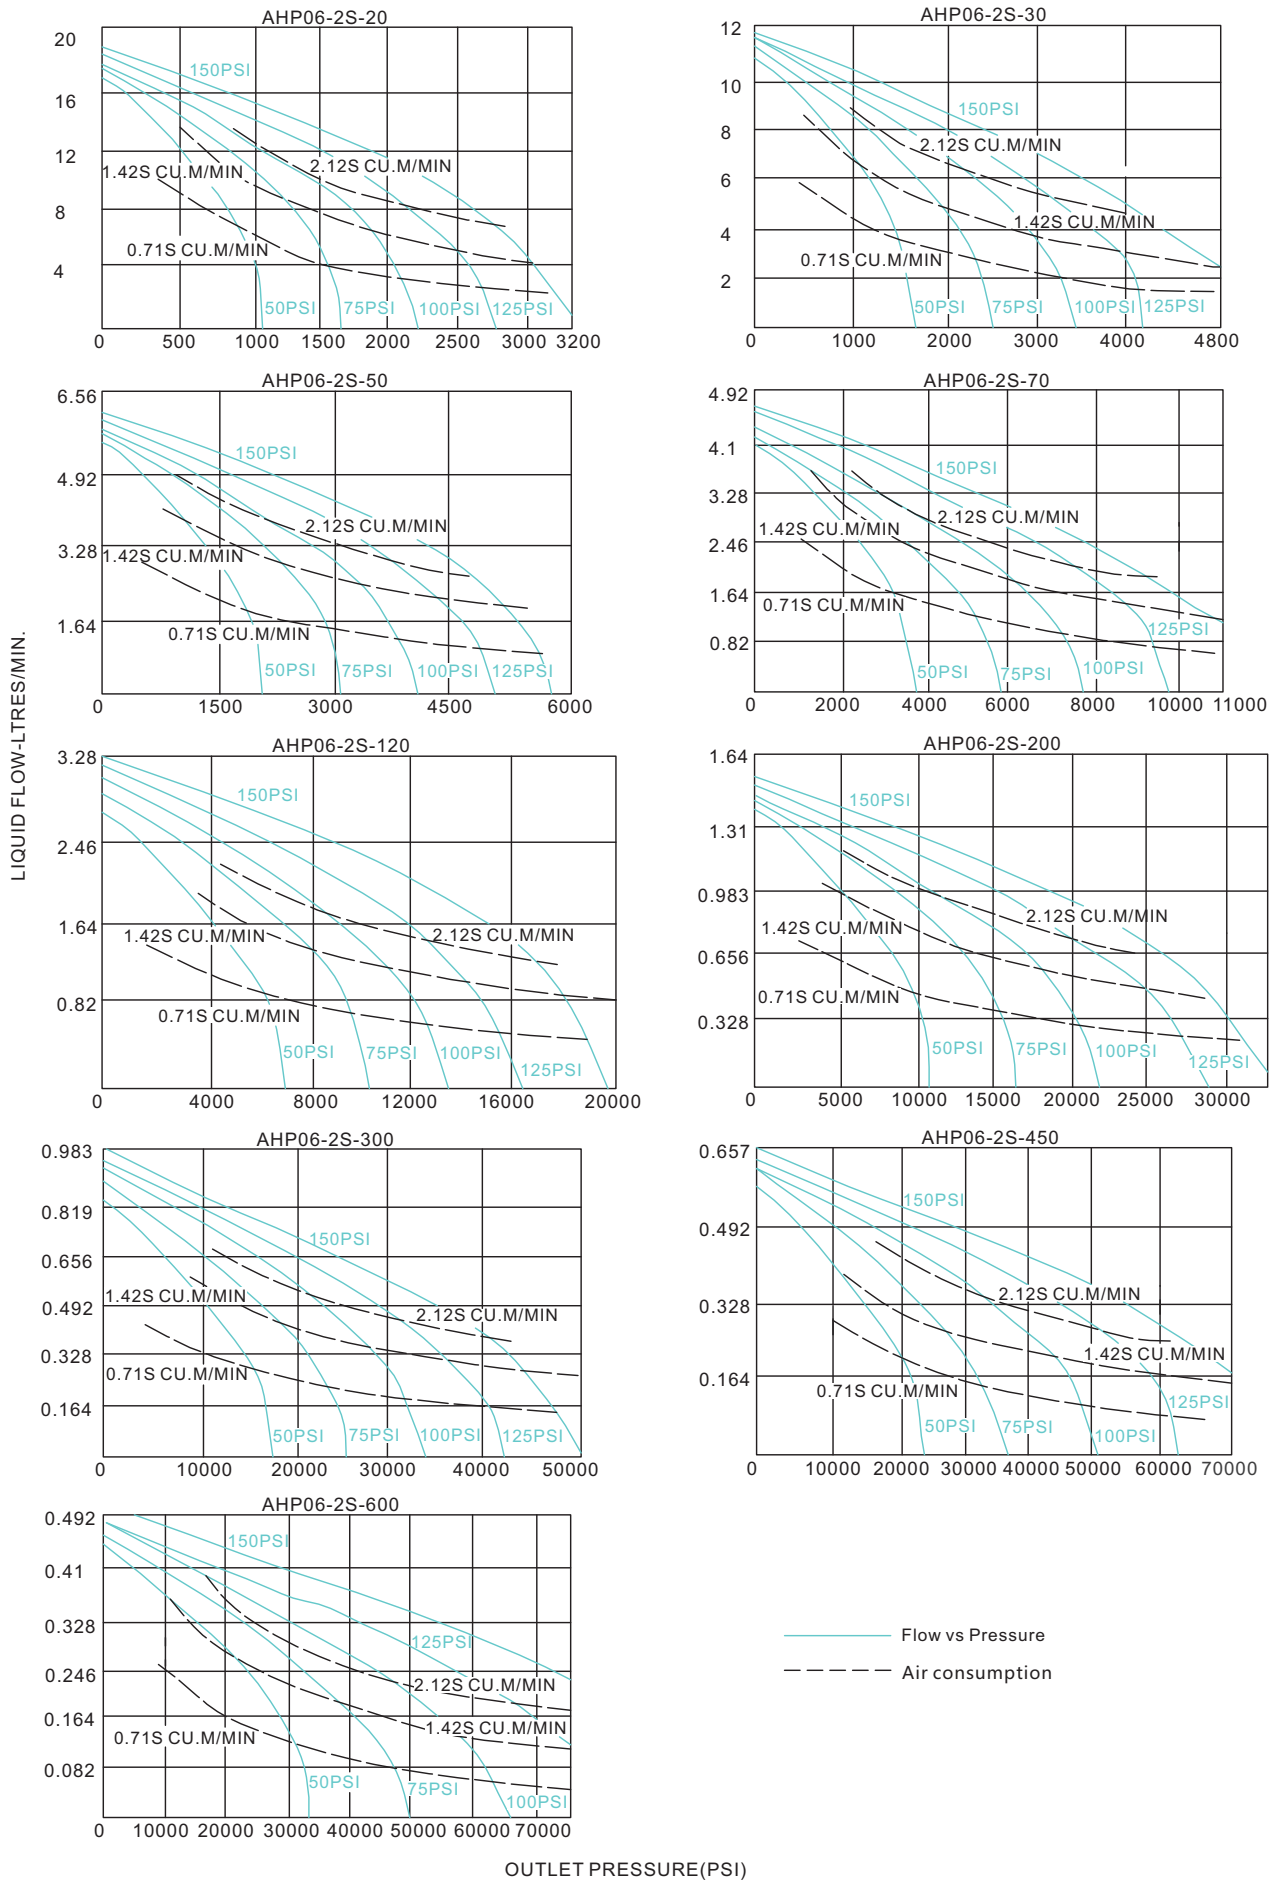 AHP06-2S-20
20
16
12
8
4
150PSI
2.12S CU.M/MIN
1.42S CU.M/MIN
0.71S CU.M/MIN
50PSI 75PSI 100PSI 125PSI
0 500 1000 1500 2000 2500 3000 3200
AHP06-2S-30
12
10
8
6
4
2
150PSI
2.12S CU.M/MIN
1.42S CU.M/MIN
0.71S CU.M/MIN
50PSI 75PSI 100PSI 125PSI
0 1000 2000 3000 4000 4800
AHP06-2S-50
6.56
4.92
3.28
1.64
150PSI
2.12S CU.M/MIN
1.42S CU.M/MIN
0.71S CU.M/MIN
50PSI 75PSI 100PSI 125PSI
0 1500 3000 4500 6000
AHP06-2S-70
4.92
4.1
3.28
2.46
1.64
0.82
150PSI
2.12S CU.M/MIN
1.42S CU.M/MIN
0.71S CU.M/MIN
125PSI
50PSI 75PSI 100PSI
0 2000 4000 6000 8000 10000 11000
LIQUID FLOW-LTRES/MIN.
AHP06-2S-120
3.28
2.46
1.64
0.82
150PSI
2.12S CU.M/MIN
1.42S CU.M/MIN
0.71S CU.M/MIN
50PSI 75PSI 100PSI 125PSI
0 4000 8000 12000 16000 20000
AHP06-2S-200
1.64
1.31
0.983
0.656
0.328
150PSI
2.12S CU.M/MIN
1.42S CU.M/MIN
0.71S CU.M/MIN
50PSI 75PSI 100PSI 125PSI
0 5000 10000 15000 20000 25000 30000
AHP06-2S-300
0.983
0.819
0.656
0.492
0.328
0.164
150PSI
1.42S CU.M/MIN
2.12S CU.M/MIN
0.71S CU.M/MIN
50PSI 75PSI 100PSI 125PSI
0 10000 20000 30000 40000 50000
AHP06-2S-450
0.657
0.492
0.328
0.164
150PSI
2.12S CU.M/MIN
1.42S CU.M/MIN
0.71S CU.M/MIN
125PSI
50PSI 75PSI 100PSI
0 10000 20000 30000 40000 50000 60000 70000
AHP06-2S-600
0.492
0.41
0.328
0.246
0.164
0.082
150PSI
125PSI
2.12S CU.M/MIN
1.42S CU.M/MIN
0.71S CU.M/MIN
50PSI 75PSI 100PSI
0 10000 20000 30000 40000 50000 60000 70000
Flow vs Pressure
Air consumption
OUTLET PRESSURE(PSI)